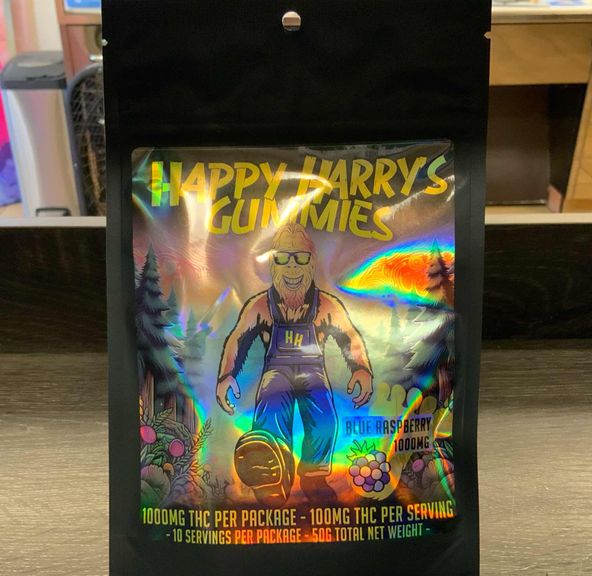 HAPPY HARRYS
GUMMIES
HH
BLUE RASPBERRY
1000MG
1000MG THC PER PACKAGE - 100MG THC PER SERVING
- 10 SERVINGS PER PACKAGE - 50G TOTAL NET WEIGHT -